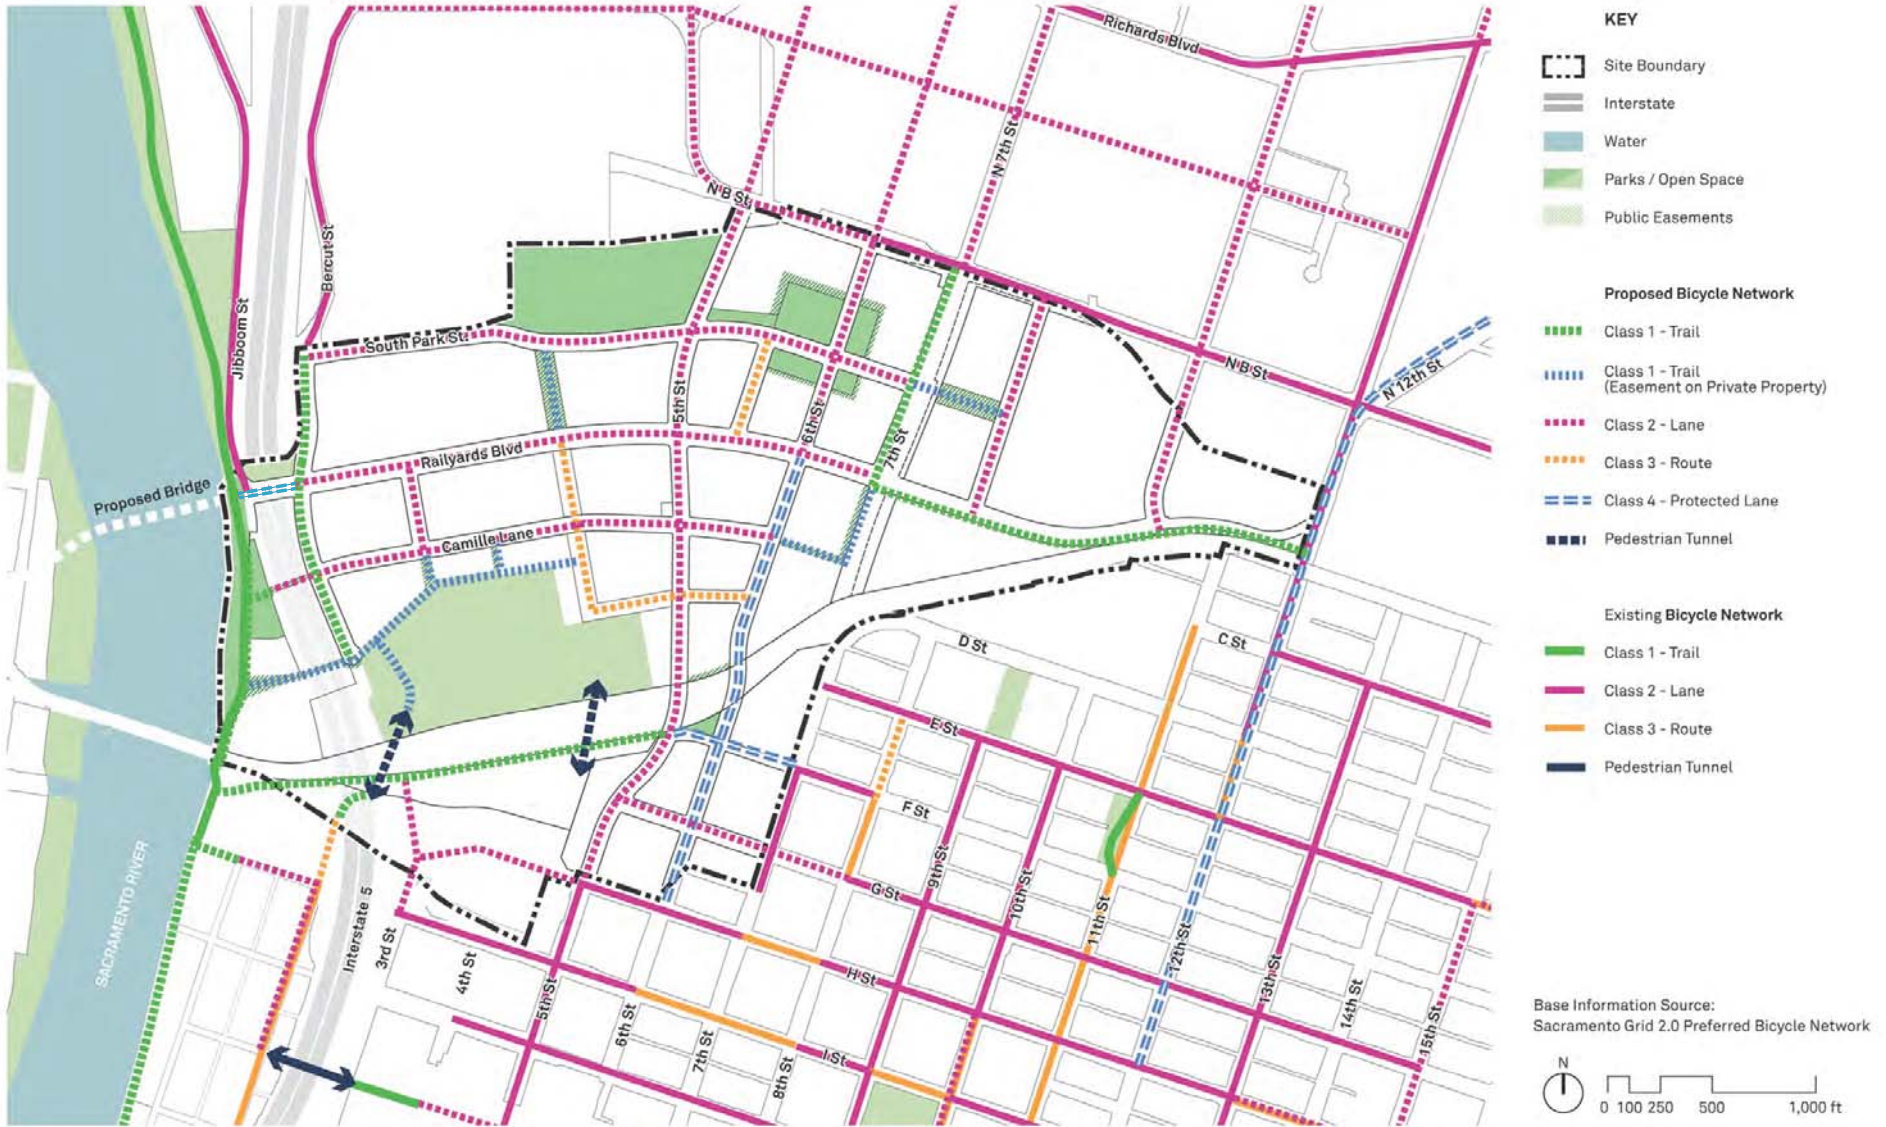 Richards Blvd
N 7th St
N B St
Bercut St
Jibboom St
South Park St.
N B St
N 12th St
5th St
6th St
7th St
Railyards Blvd
Proposed Bridge
Camille Lane
C St
D St
E St
F St
SACRAMENTO RIVER
G St
9th St
10th St
11th St
12th St
Interstate 5
3rd St
4th St
H St
5th St
6th St
7th St
8th St
I St
13th St
14th St
15th St
KEY
Site Boundary
Interstate
Water
Parks / Open Space
Public Easements
Proposed Bicycle Network
Class 1 - Trail
Class 1 - Trail
(Easement on Private Property)
Class 2 - Lane
Class 3 - Route
Class 4 - Protected Lane
Pedestrian Tunnel
Existing Bicycle Network
Class 1 - Trail
Class 2 - Lane
Class 3 - Route
Pedestrian Tunnel
Base Information Source:
Sacramento Grid 2.0 Preferred Bicycle Network
N
0 100 250 500 1,000 ft